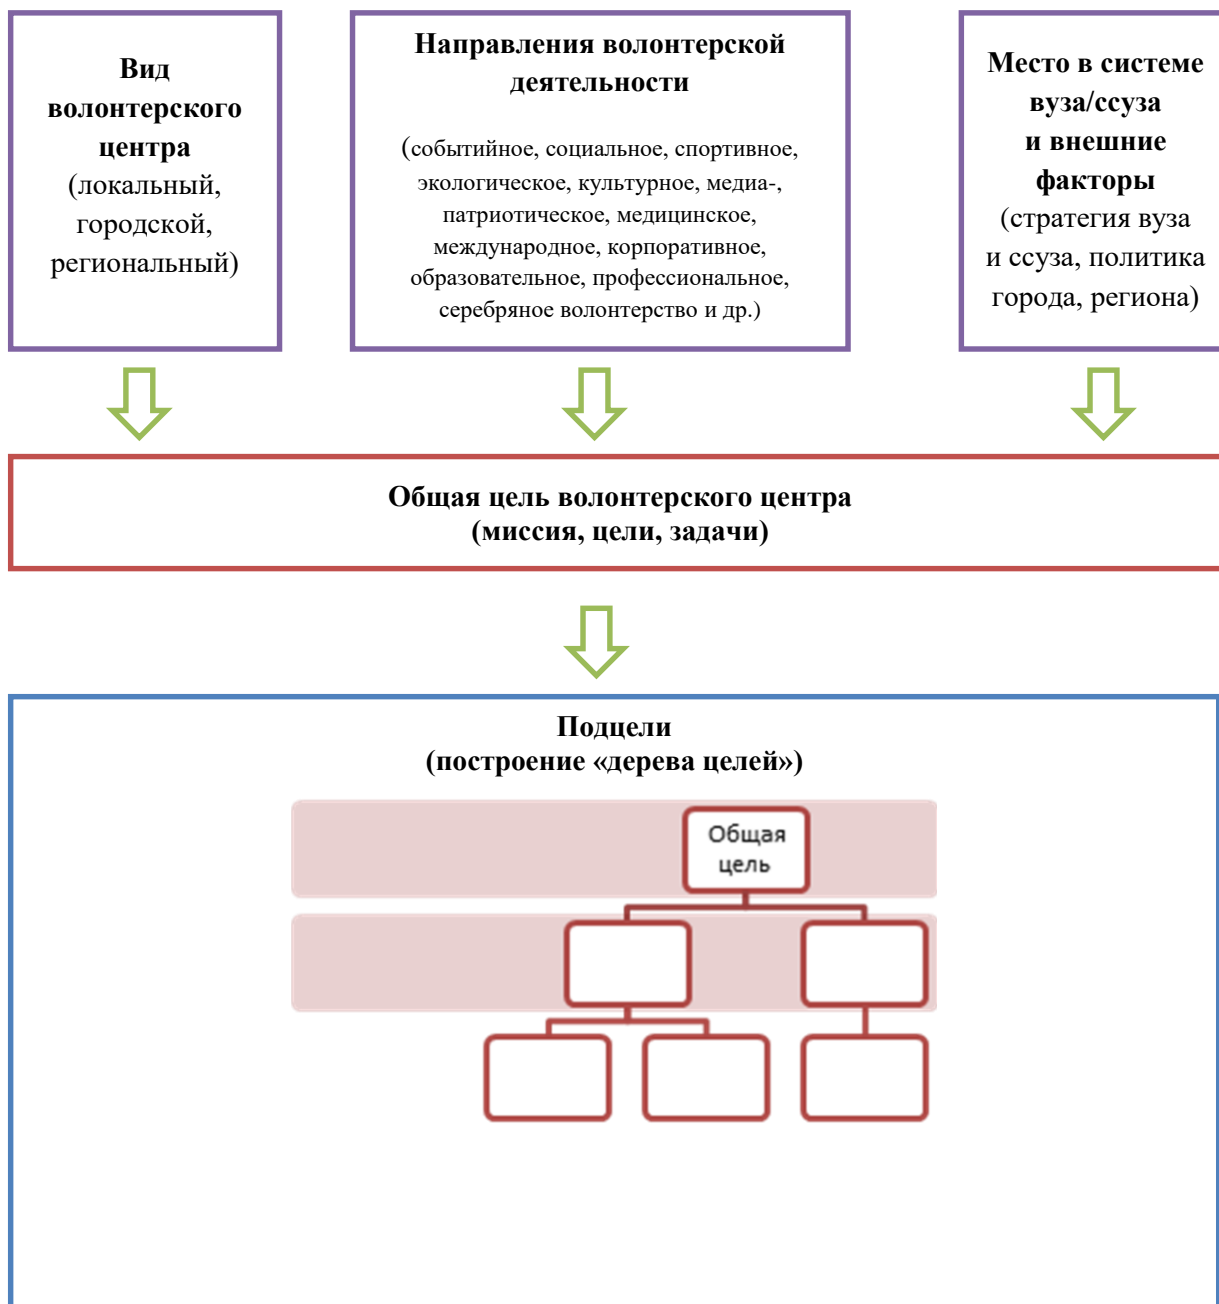 Вид
волонтерского
центра
(локальный,
городской,
региональный)
Направления волонтерской
деятельности
(событийное, социальное, спортивное,
экологическое, культурное, медиа-,
патриотическое, медицинское,
международное, корпоративное,
образовательное, профессиональное,
серебряное волонтерство и др.)
Место в системе
вуза/ссуза
и внешние
факторы
(стратегия вуза
и ссуза, политика
города, региона)
Общая цель волонтерского центра
(миссия, цели, задачи)
Подцели
(построение «дерева целей»)
Общая
цель